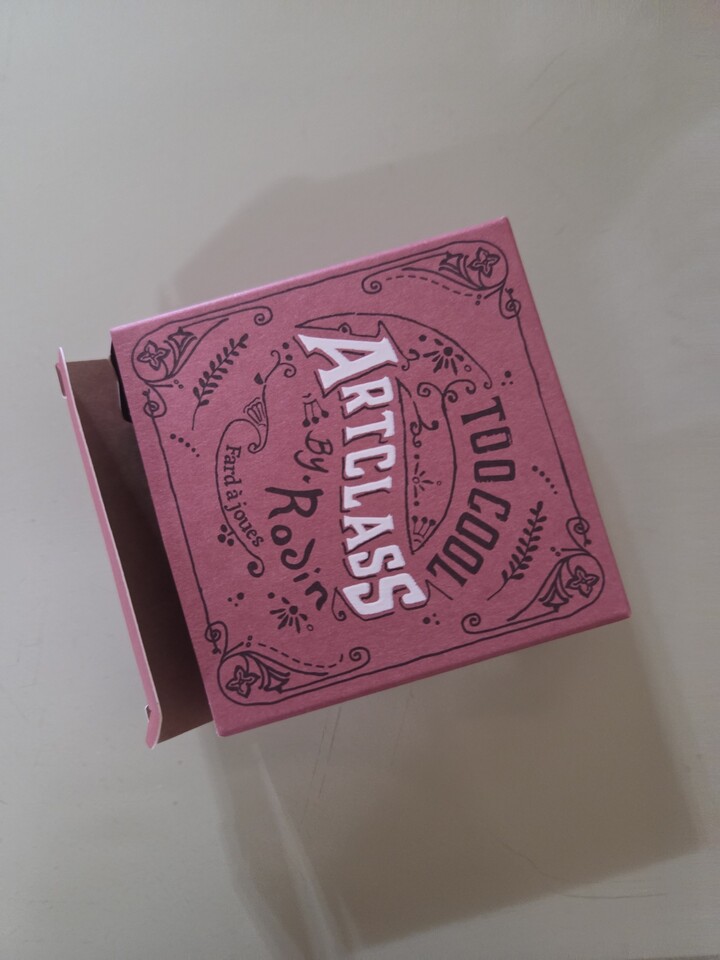 TOO COOL
ARTCLASS
By. Rodin
Fard à joues